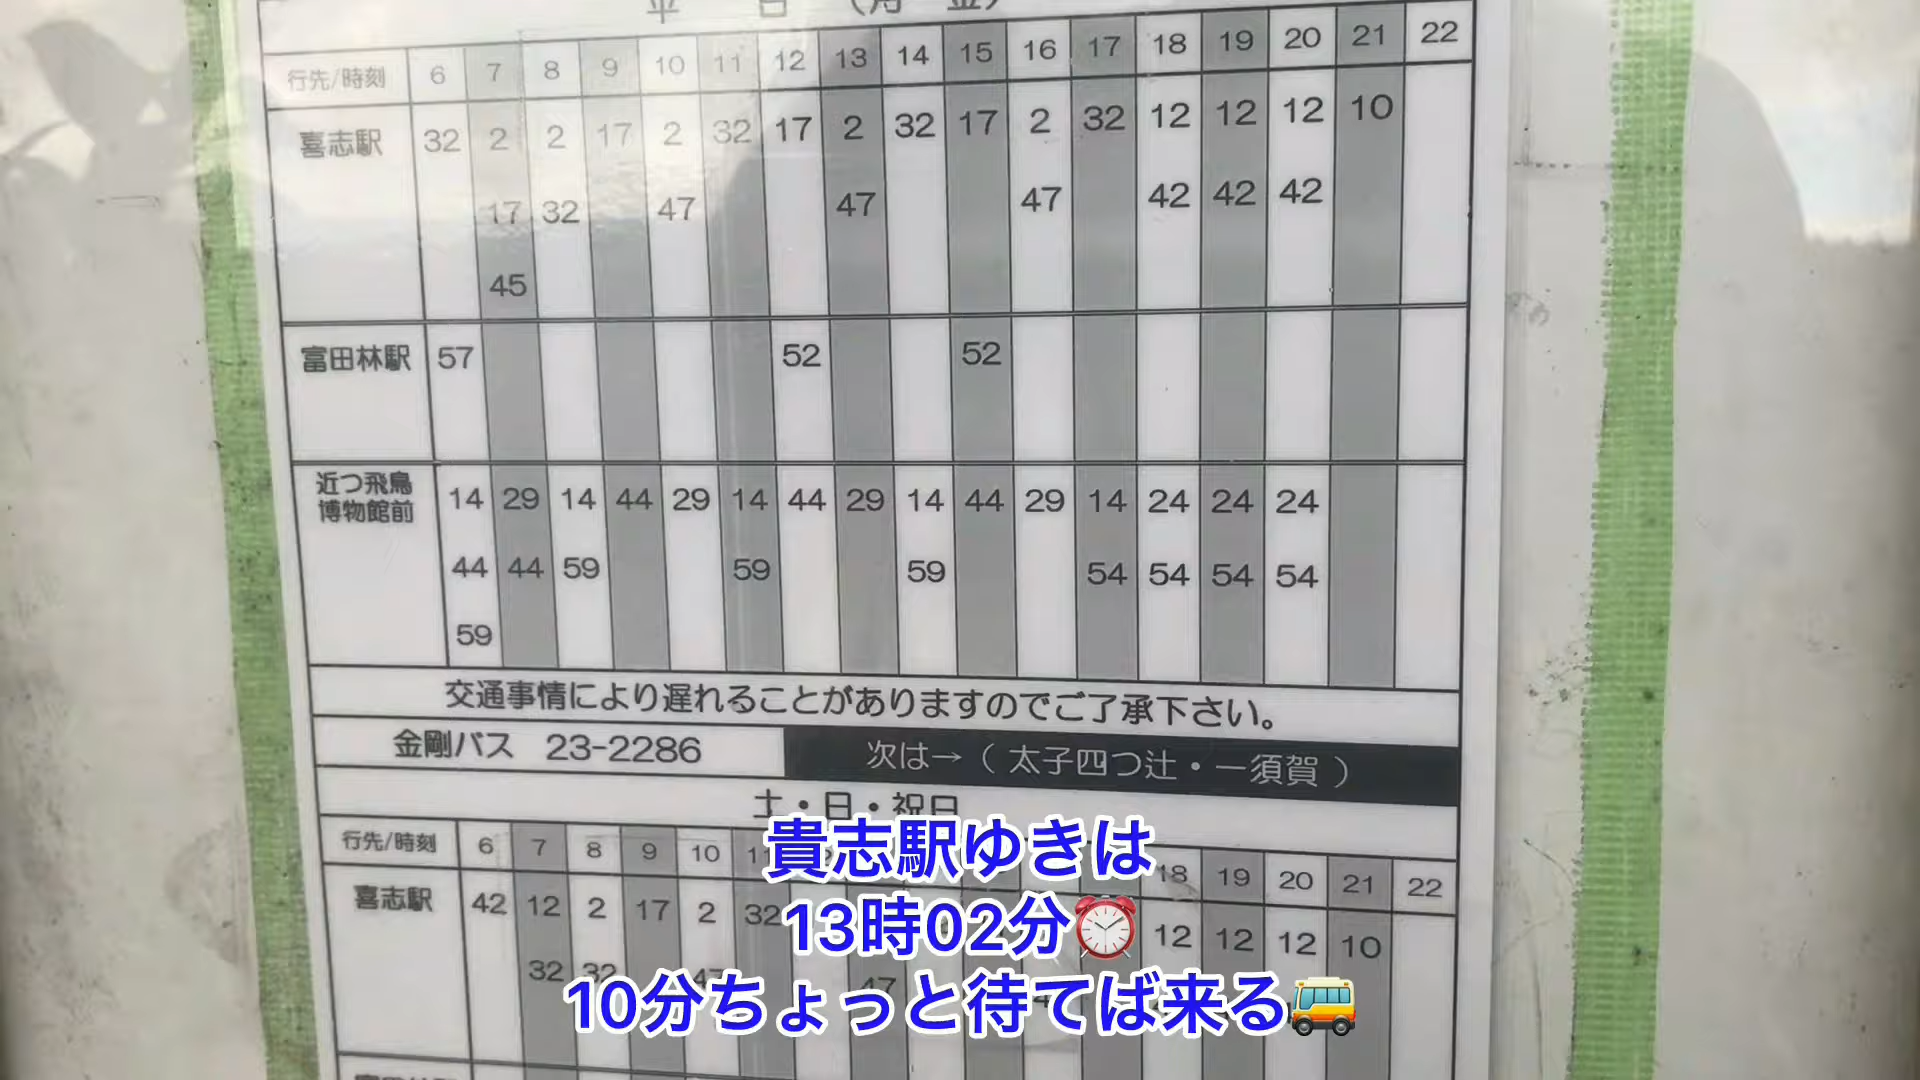 平 日 (月 金)
行先/時刻 6 7 8 9 10 11 12 13 14 15 16 17 18 19 20 21 22
喜志駅 32 2 2 17 2 32 17 2 32 17 2 32 12 12 12 10
17 32 47 47 47 42 42 42
45
富田林駅 57 52 52
近つ飛鳥
博物館前
14 29 14 44 29 14 44 29 14 44 29 14 24 24 24
44 44 59 59 59 54 54 54 54
59
交通事情により遅れることがありますのでご了承下さい。
金剛バス 23-2286 次は→( 太子四つ辻・一須賀 )
土・日・祝日
行先/時刻 6 7 8 9 10 18 19 20 21 22
喜志駅 42 12 2 17 2 32 12 12 12 10
32 32 47 47
貴志駅ゆきは
13時02分⏰
10分ちょっと待てば来る🚌